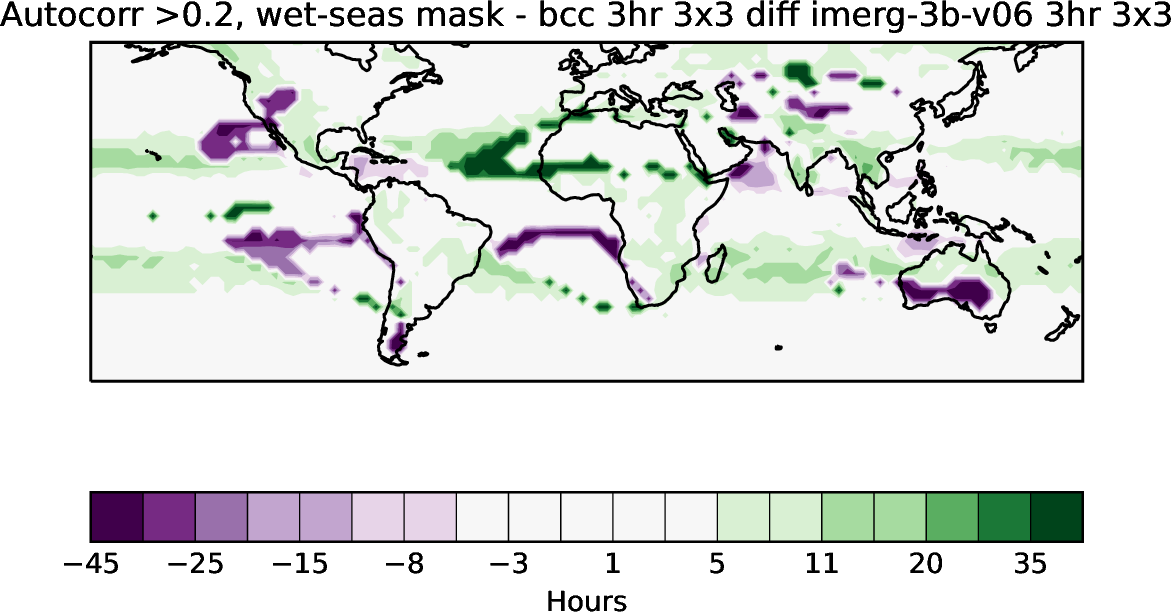 Autocorr >0.2, wet-seas mask - bcc 3hr 3x3 diff imerg-3b-v06 3hr 3x3
−45 −25 −15 −8 −3 1 5 11 20 35
Hours